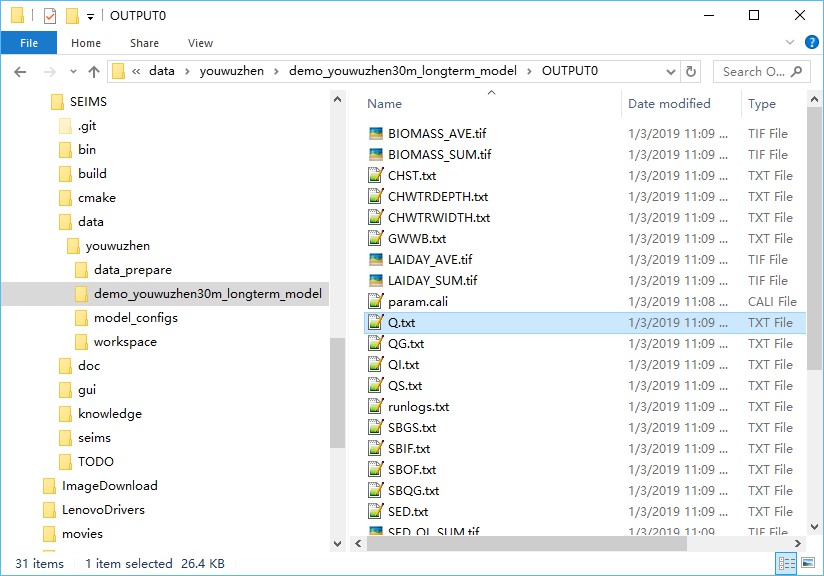 OUTPUT0
File Home Share View
« data youwuzhen demo_youwuzhen30m_longterm_model OUTPUT0
Search O...
SEIMS
.git
bin
build
cmake
data
youwuzhen
data_prepare
demo_youwuzhen30m_longterm_model
model_configs
workspace
doc
gui
knowledge
seims
TODO
ImageDownload
LenovoDrivers
movies
Name Date modified Type
BIOMASS_AVE.tif 1/3/2019 11:09 ... TIF File
BIOMASS_SUM.tif 1/3/2019 11:09 ... TIF File
CHST.txt 1/3/2019 11:09 ... TXT File
CHWTRDEPTH.txt 1/3/2019 11:09 ... TXT File
CHWTRWIDTH.txt 1/3/2019 11:09 ... TXT File
GWWB.txt 1/3/2019 11:09 ... TXT File
LAIDAY_AVE.tif 1/3/2019 11:09 ... TIF File
LAIDAY_SUM.tif 1/3/2019 11:09 ... TIF File
param.cali 1/3/2019 11:08 ... CALI File
Q.txt 1/3/2019 11:09 ... TXT File
QG.txt 1/3/2019 11:09 ... TXT File
QI.txt 1/3/2019 11:09 ... TXT File
QS.txt 1/3/2019 11:09 ... TXT File
runlogs.txt 1/3/2019 11:09 ... TXT File
SBGS.txt 1/3/2019 11:09 ... TXT File
SBIF.txt 1/3/2019 11:09 ... TXT File
SBOF.txt 1/3/2019 11:09 ... TXT File
SBQG.txt 1/3/2019 11:09 ... TXT File
SED.txt 1/3/2019 11:09 ... TXT File
SED_OL_SUM.tif 1/3/2019 11:09 ... TIF File
31 items 1 item selected 26.4 KB